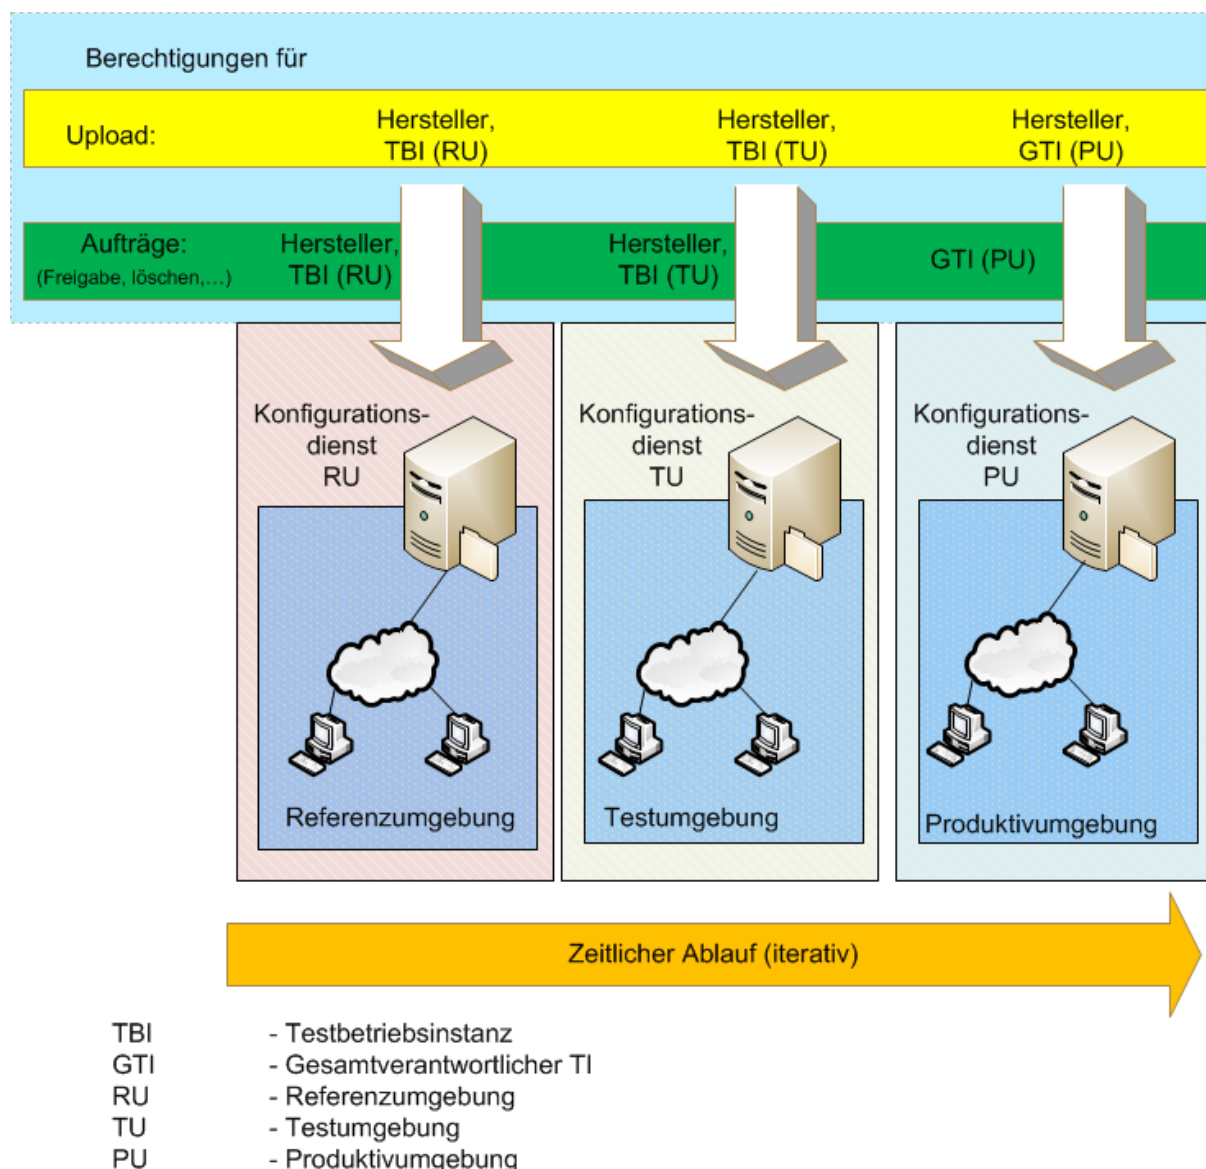 Berechtigungen für
Upload:
Hersteller,
TBI (RU)
Hersteller,
TBI (TU)
Hersteller,
GTI (PU)
Aufträge:
(Freigabe, löschen,...)
Hersteller,
TBI (RU)
Hersteller,
TBI (TU)
GTI (PU)
Konfigurations-
dienst
RU
Konfigurations-
dienst
TU
Konfigurations-
dienst
PU
Referenzumgebung
Testumgebung
Produktivumgebung
Zeitlicher Ablauf (iterativ)
TBI - Testbetriebsinstanz
GTI - Gesamtverantwortlicher TI
RU - Referenzumgebung
TU - Testumgebung
PU - Produktivumgebung